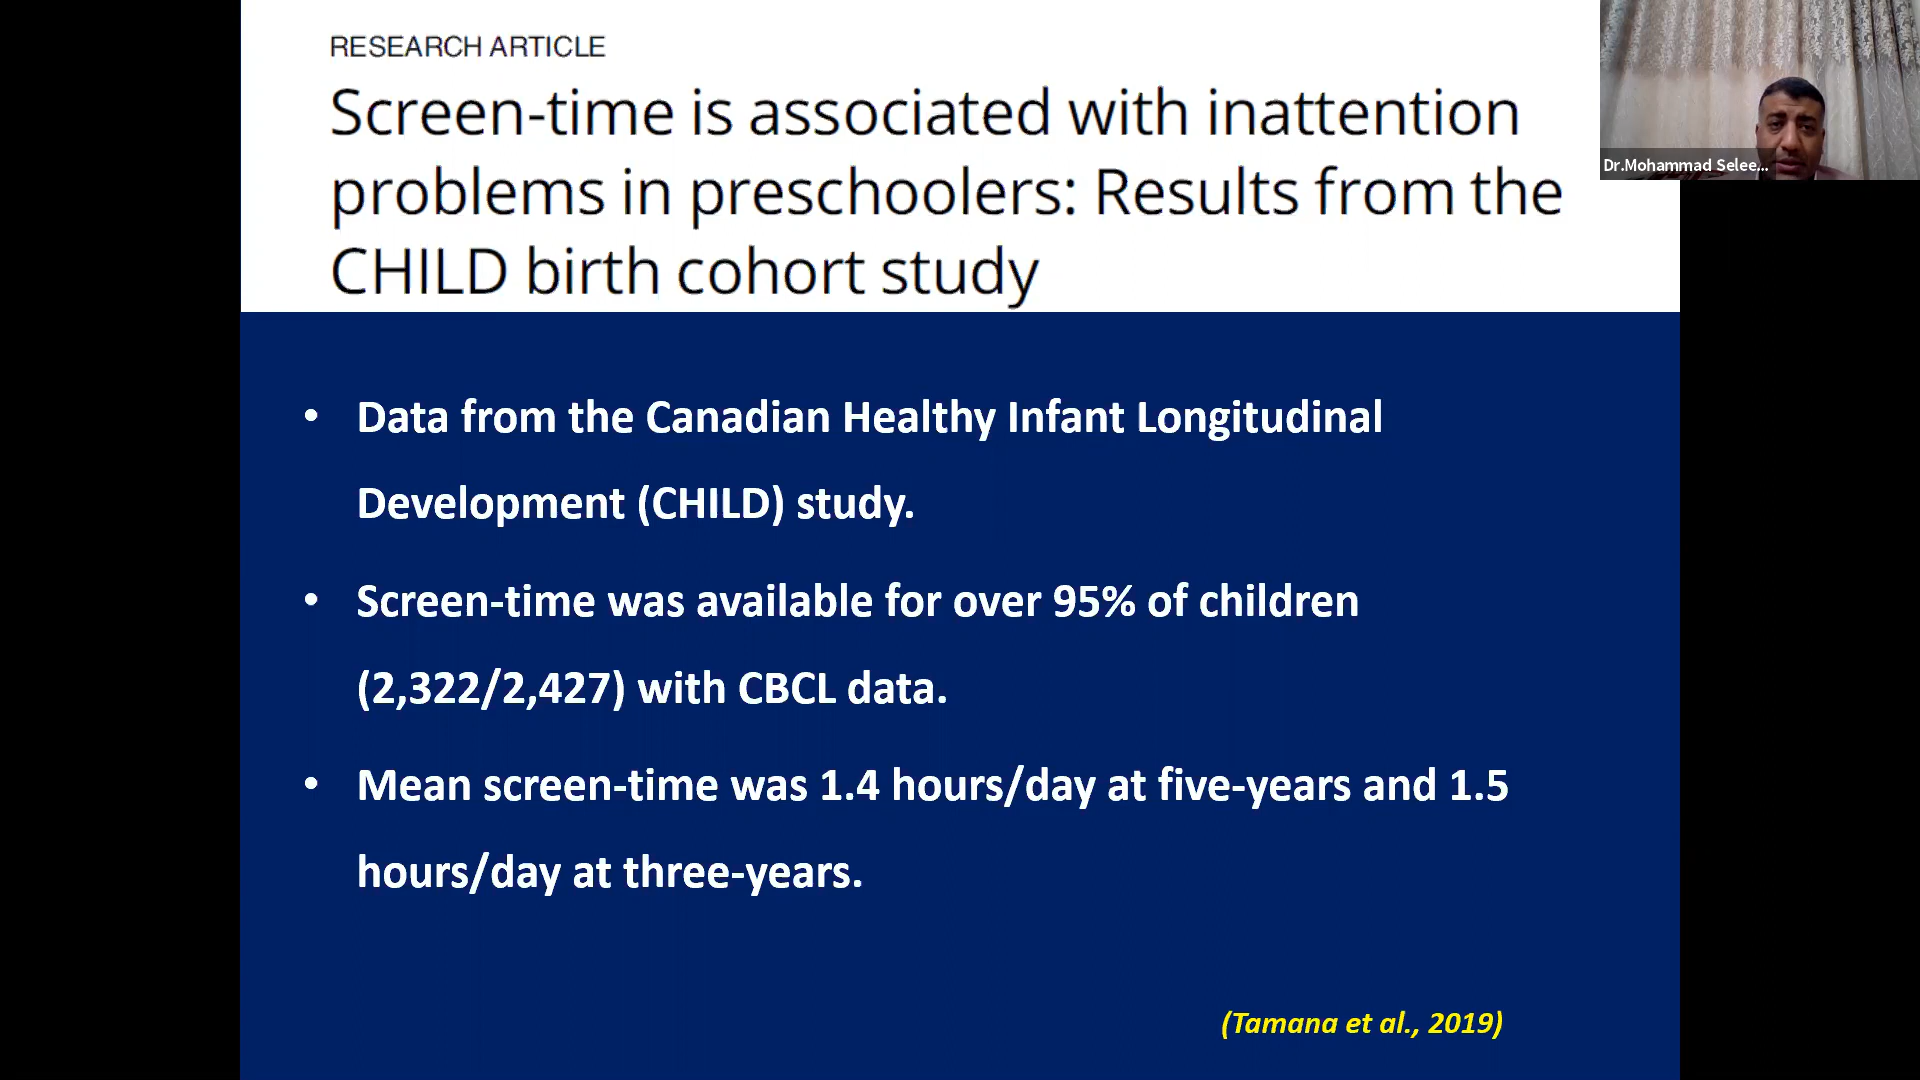 RESEARCH ARTICLE
Screen-time is associated with inattention
problems in preschoolers: Results from the
CHILD birth cohort study
Dr.Mohammad Selee...
• Data from the Canadian Healthy Infant Longitudinal
Development (CHILD) study.
• Screen-time was available for over 95% of children
(2,322/2,427) with CBCL data.
• Mean screen-time was 1.4 hours/day at five-years and 1.5
hours/day at three-years.
(Tamana et al., 2019)